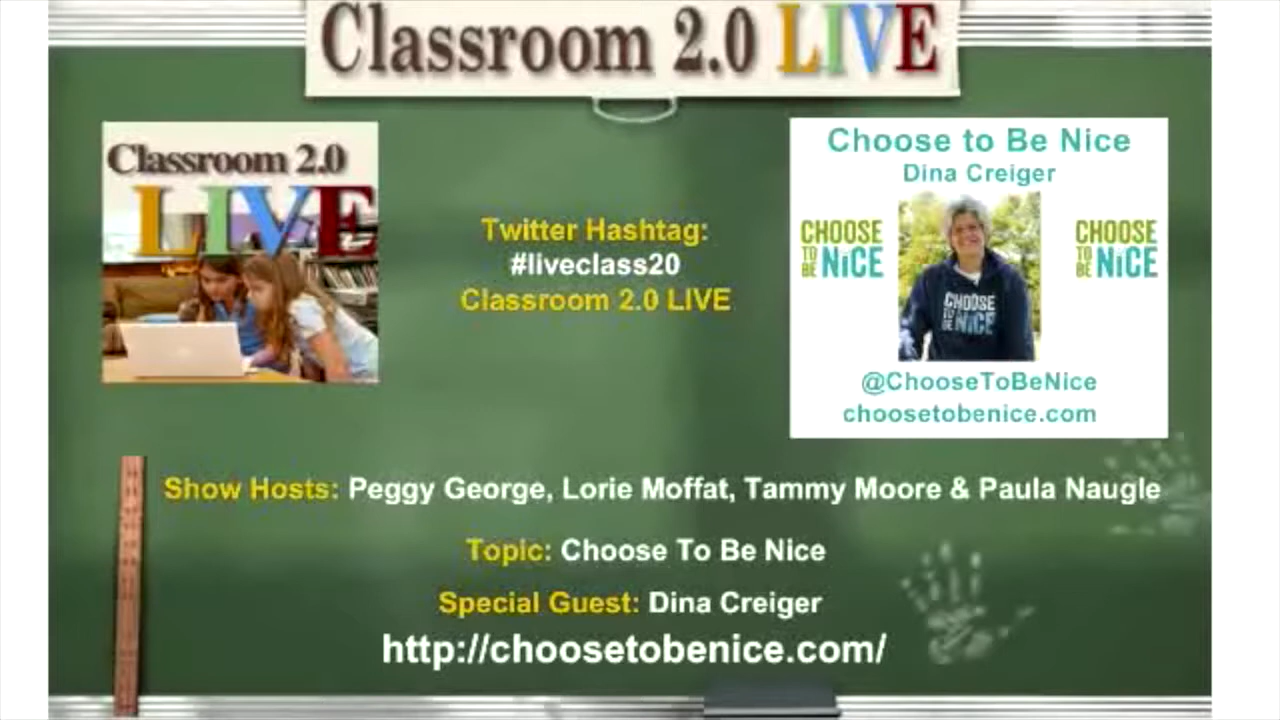 Classroom 2.0 LIVE
Classroom 2.0
LIVE
Twitter Hashtag:
#liveclass20
Classroom 2.0 LIVE
Choose to Be Nice
Dina Creiger
CHOOSE
TO
BE NiCE
CHOOSE
TO
BE NiCE
CHOOSE
TO
BE NiCE
@ChooseToBeNice
choosetobenice.com
Show Hosts: Peggy George, Lorie Moffat, Tammy Moore & Paula Naugle
Topic: Choose To Be Nice
Special Guest: Dina Creiger
http://choosetobenice.com/